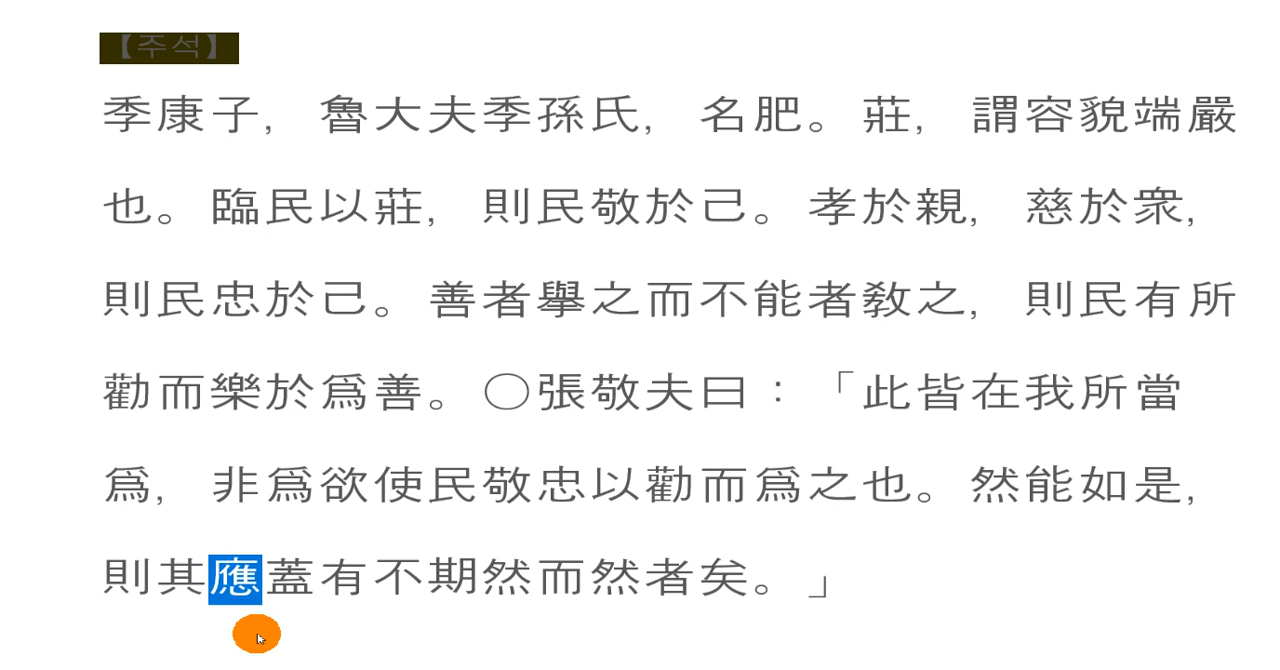 【주석】
季康子, 魯大夫季孫氏, 名肥。莊, 謂容貌端嚴
也。臨民以莊, 則民敬於己。孝於親, 慈於衆,
則民忠於己。善者擧之而不能者敎之, 則民有所
勸而樂於爲善。○張敬夫曰：「此皆在我所當
爲, 非爲欲使民敬忠以勸而爲之也。然能如是,
則其應蓋有不期然而然者矣。」